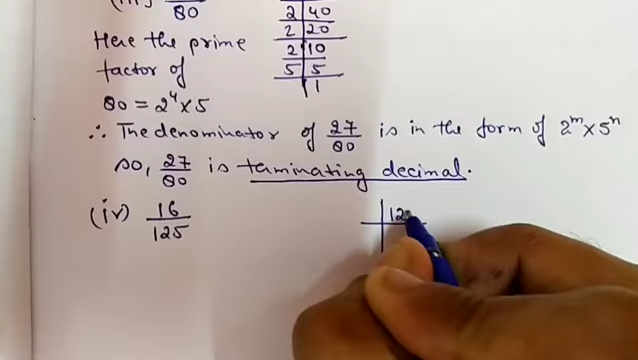 80
2 40
2 20
Here the prime
2 10
factor of
5 5
1
80 = 2⁴ x 5
∴ The denominator of 27/80 is in the form of 2ᵐ x 5ⁿ
so, 27/80 is taminating decimal.
(iv) 16/125
12